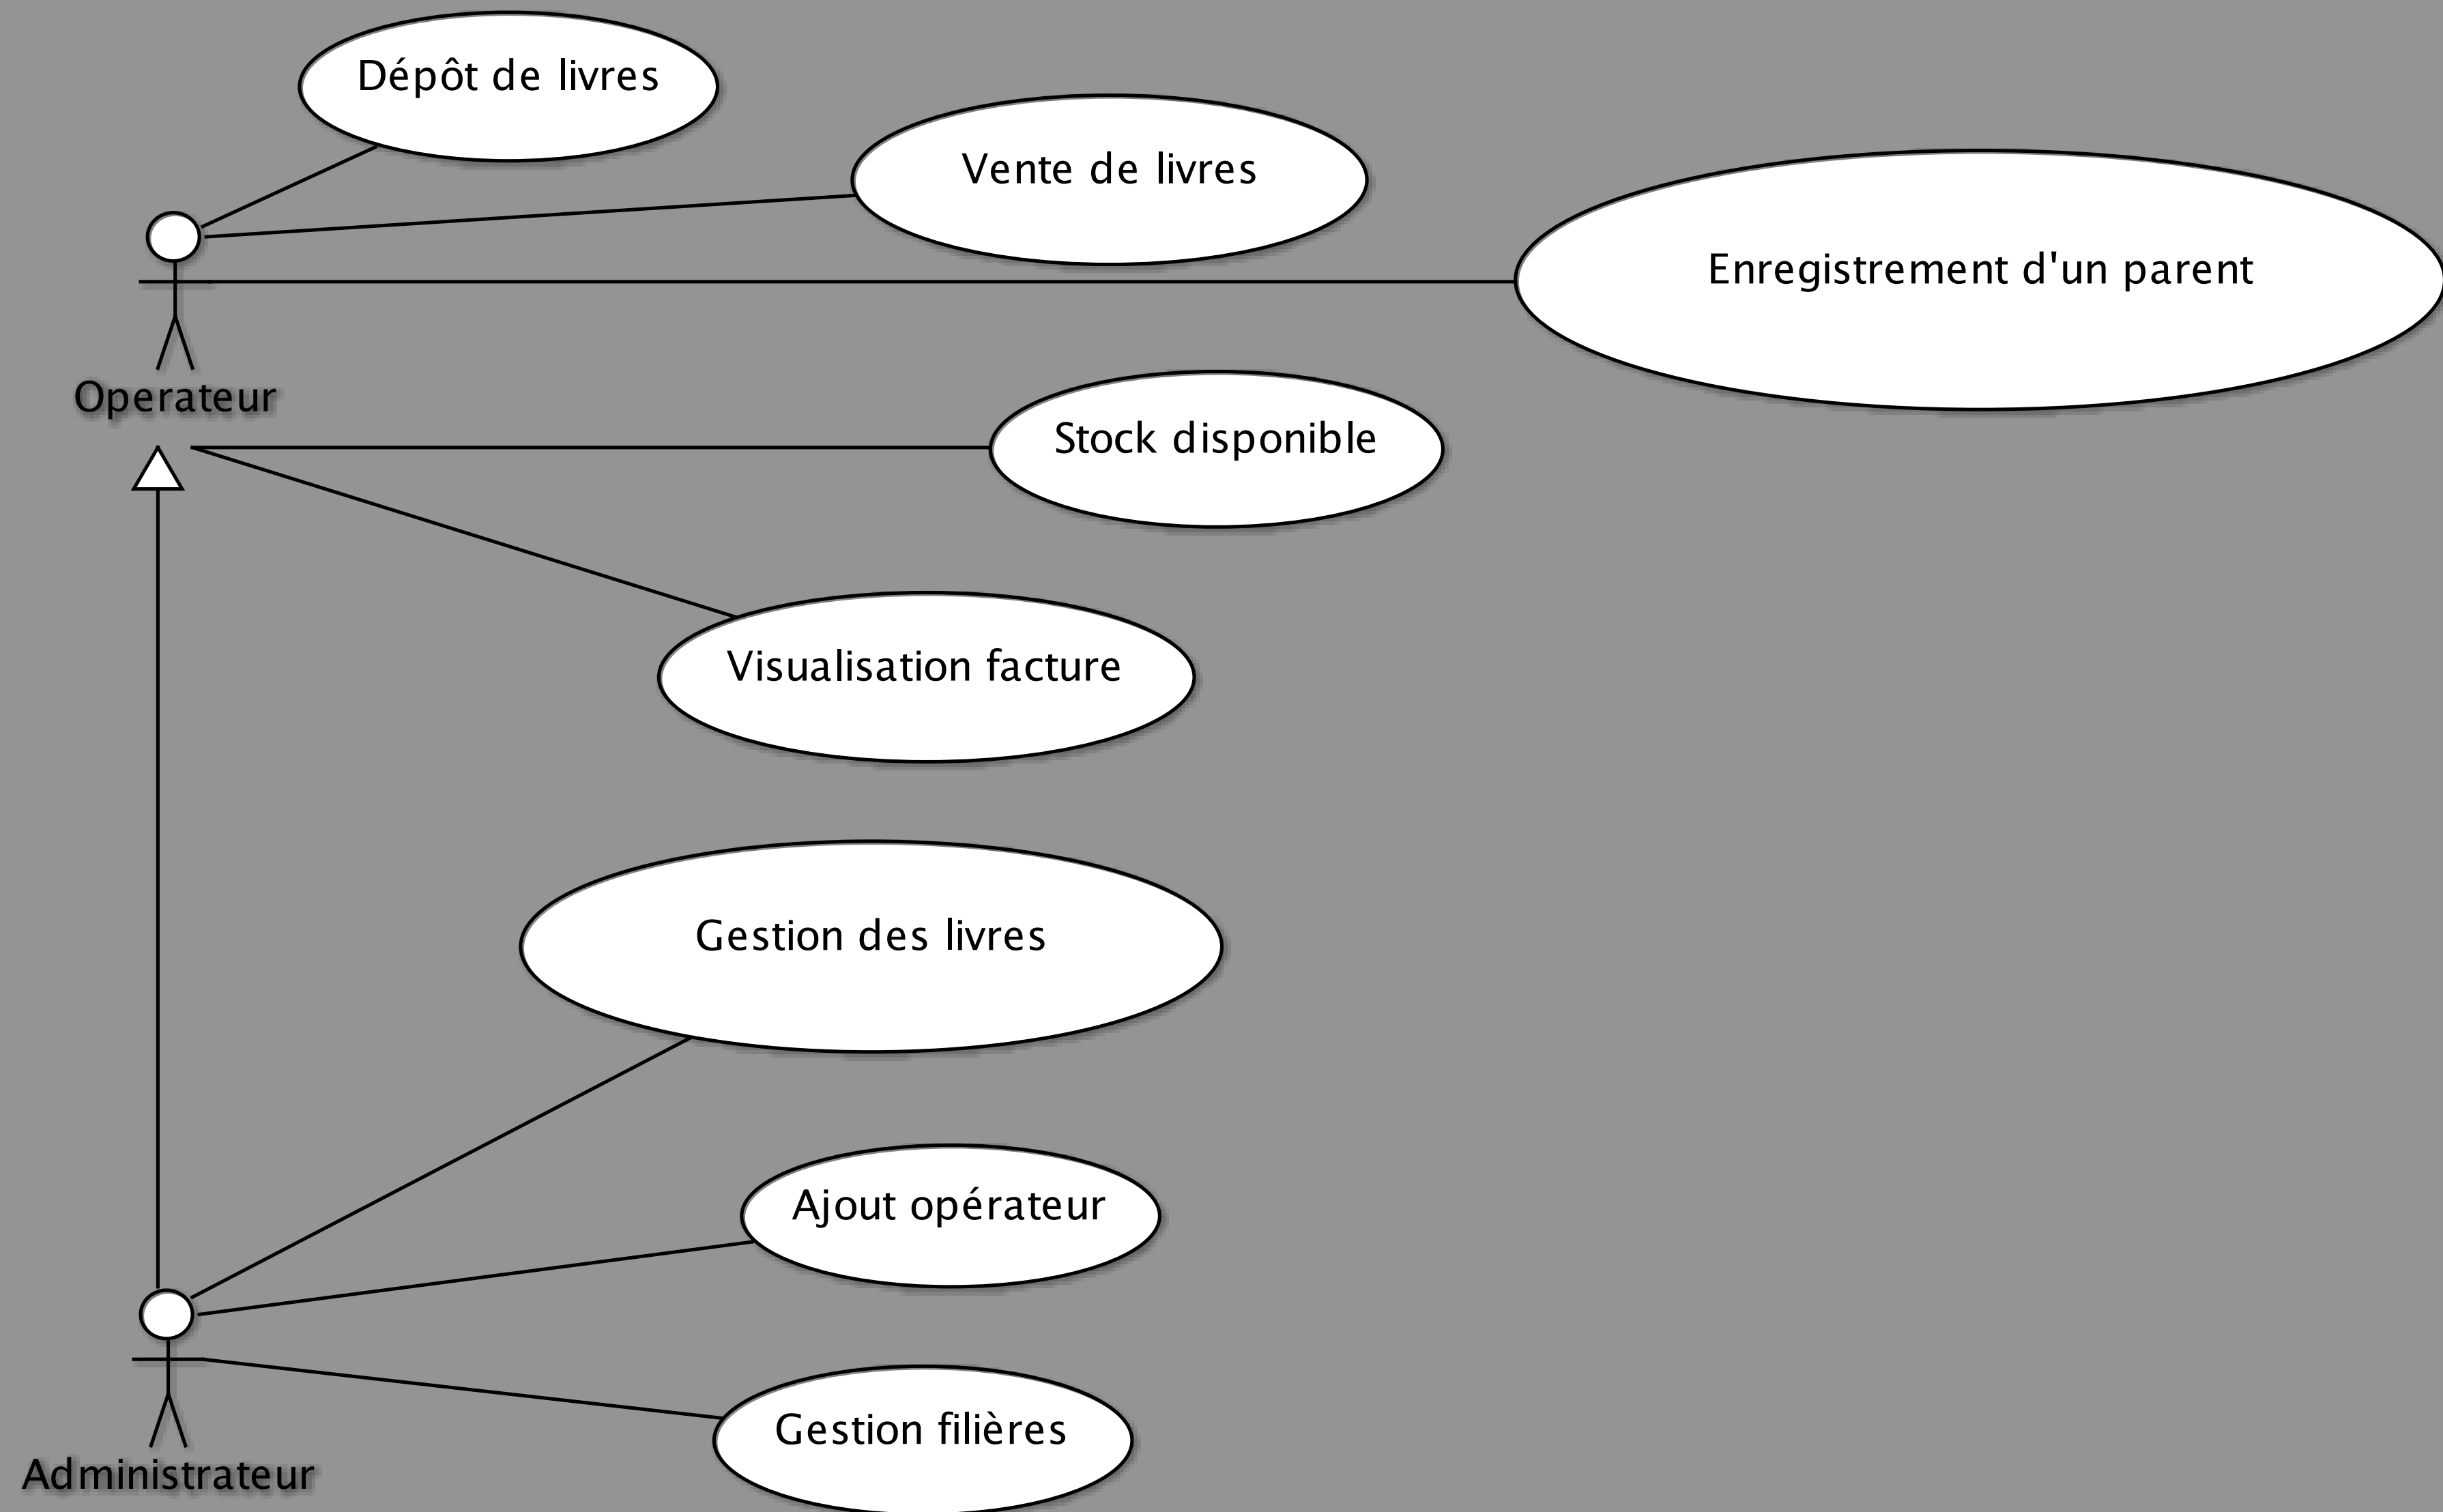 Dépôt de livres
Vente de livres
Enregistrement d'un parent
Operateur
Stock disponible
Visualisation facture
Gestion des livres
Ajout opérateur
Gestion filières
Administrateur